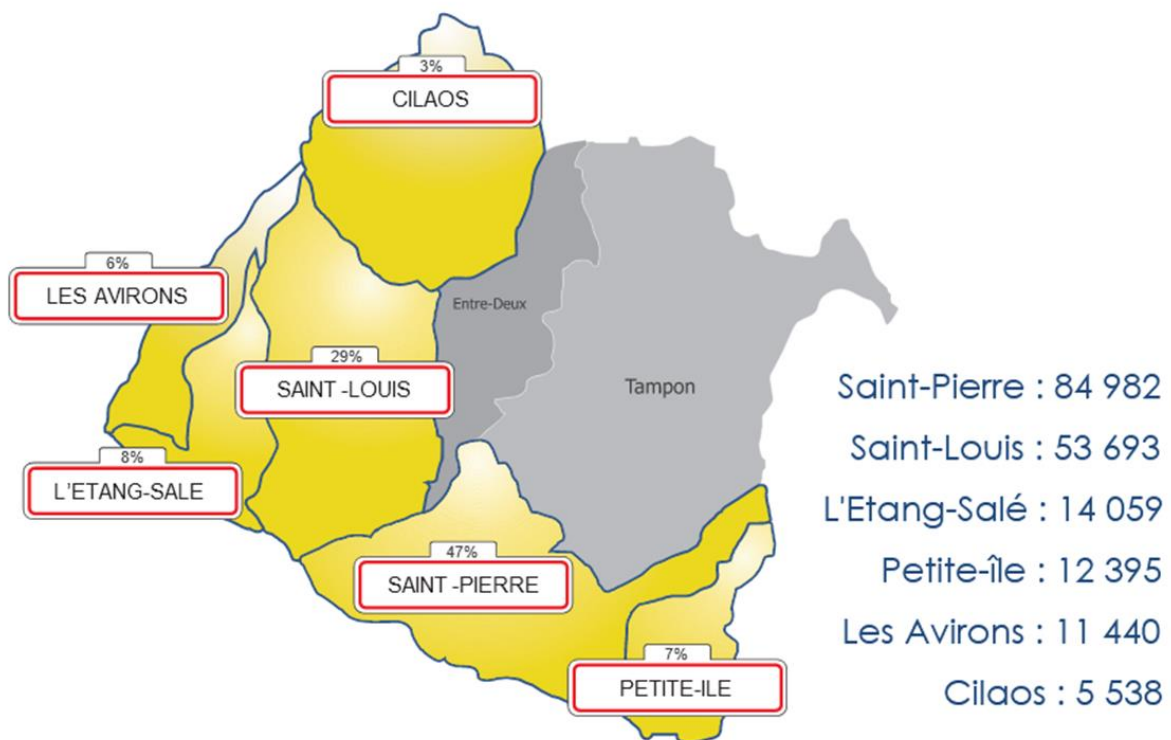 3%
CILAOS
6%
LES AVIRONS
Entre-Deux
29%
SAINT -LOUIS
Tampon
8%
L'ETANG-SALE
47%
SAINT -PIERRE
7%
PETITE-ILE
Saint-Pierre : 84 982
Saint-Louis : 53 693
L'Etang-Salé : 14 059
Petite-île : 12 395
Les Avirons : 11 440
Cilaos : 5 538